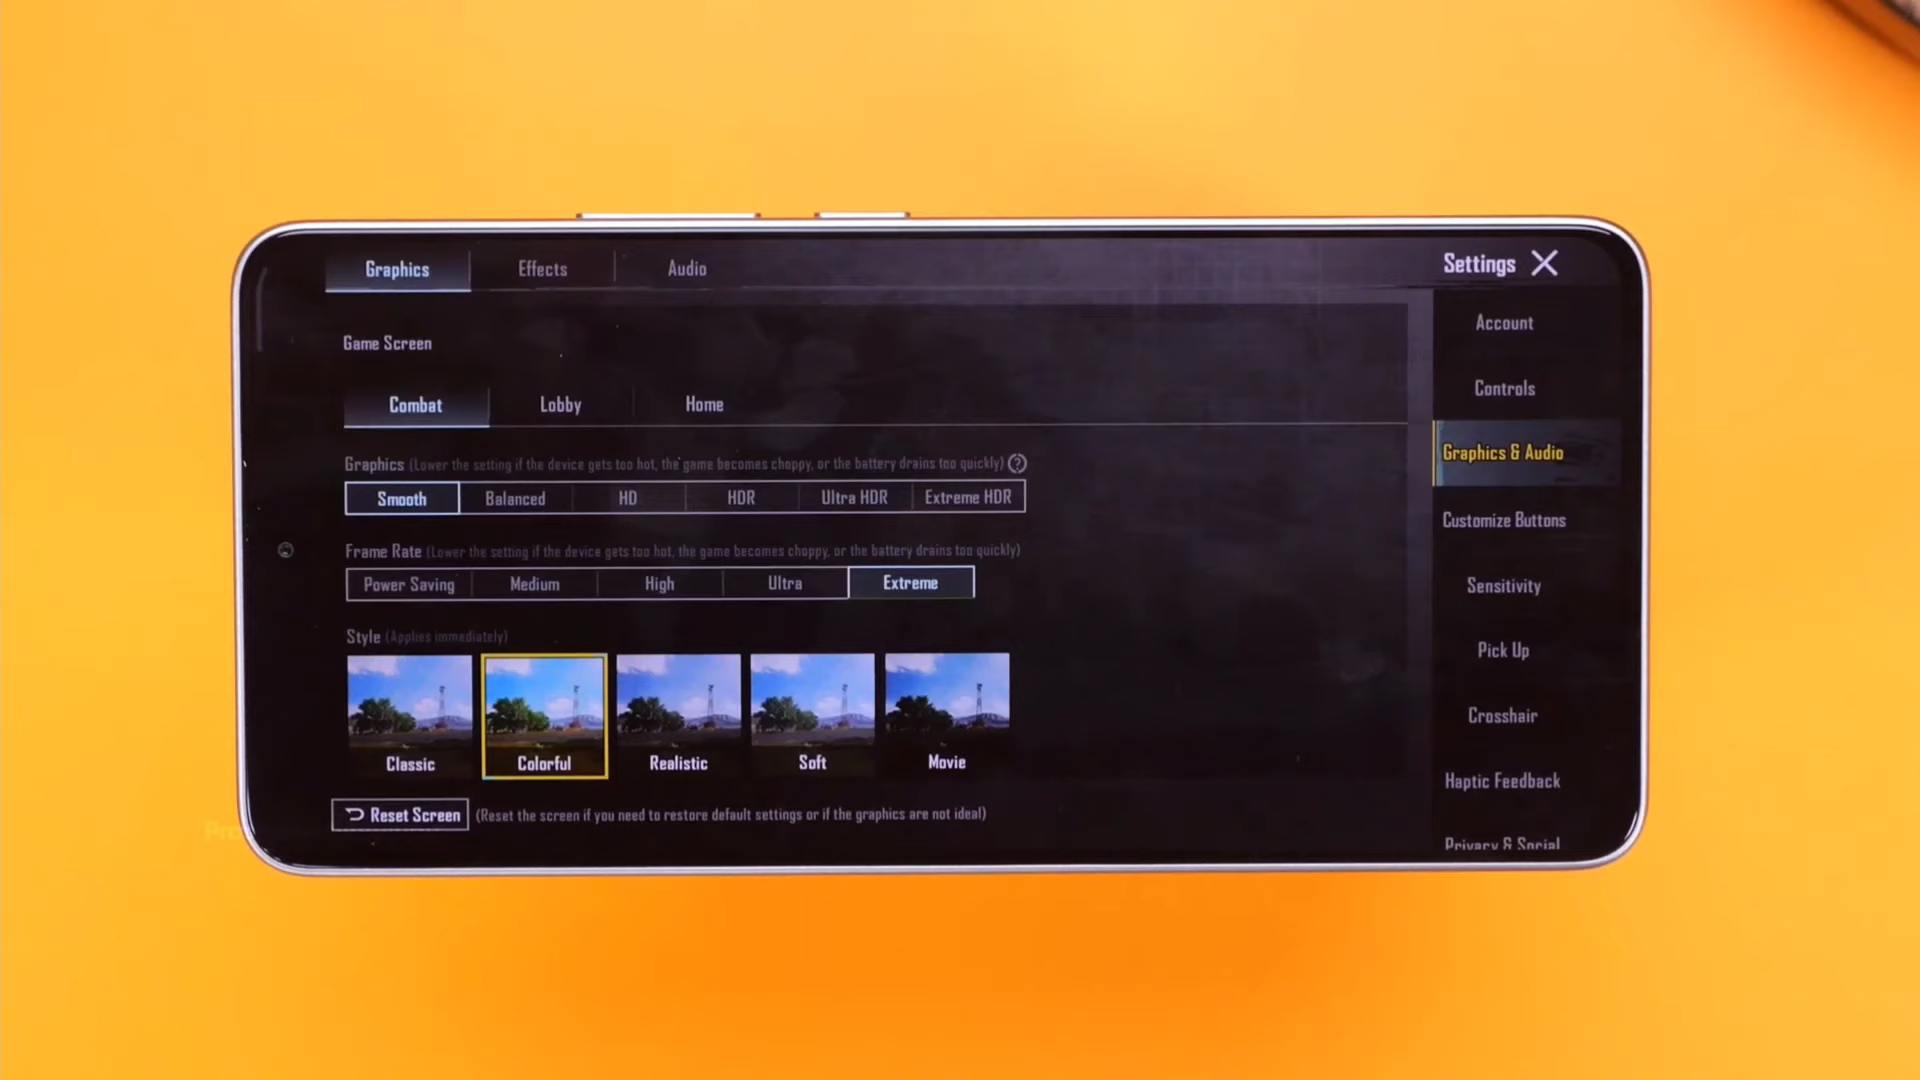 Graphics Effects Audio
Settings
Game Screen
Combat Lobby Home
Graphics (Lower the setting if the device gets too hot, the game becomes choppy, or the battery drains too quickly) ?
Smooth Balanced HD HDR Ultra HDR Extreme HDR
Frame Rate (Lower the setting if the device gets too hot, the game becomes choppy, or the battery drains too quickly)
Power Saving Medium High Ultra Extreme
Style (Applies immediately)
Classic Colorful Realistic Soft Movie
Reset Screen (Reset the screen if you need to restore default settings or if the graphics are not ideal)
Account
Controls
Graphics & Audio
Customize Buttons
Sensitivity
Pick Up
Crosshair
Haptic Feedback
Privacy & Social